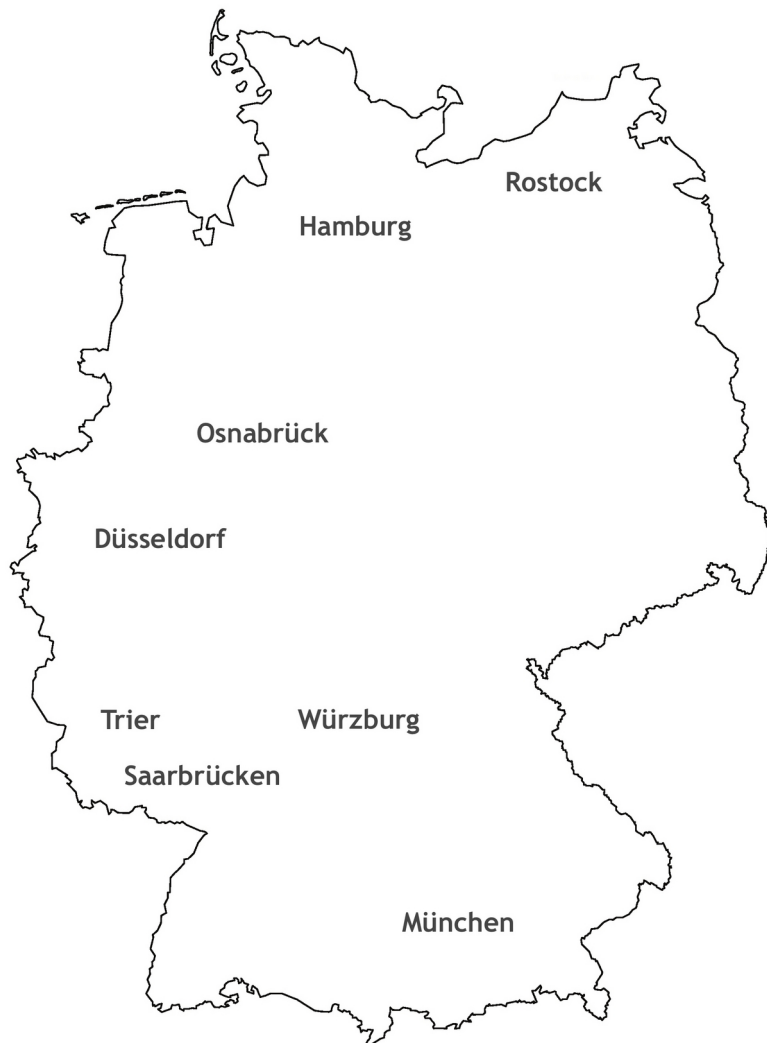 Rostock
Hamburg
Osnabrück
Düsseldorf
Trier
Würzburg
Saarbrücken
München